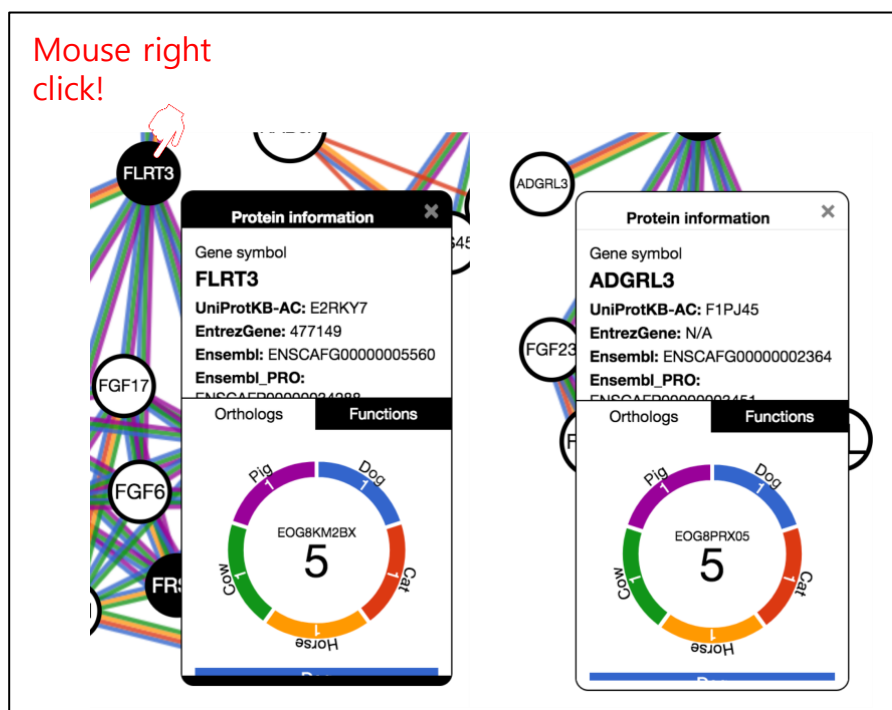 Mouse right
click!
FLRT3
Protein information
Gene symbol
FLRT3
UniProtKB-AC: E2RKY7
EntrezGene: 477149
Ensembl: ENSCAFG00000005560
Ensembl_PRO:
Orthologs
Functions
Pig
1
Dog
1
Cat
1
Horse
1
Cow
1
EOG8KM2BX
5
FGF17
FGF6
ADGRL3
Protein information
Gene symbol
ADGRL3
UniProtKB-AC: F1PJ45
EntrezGene: N/A
Ensembl: ENSCAFG00000002364
Ensembl_PRO:
Orthologs
Functions
Pig
1
Dog
1
Cat
1
Horse
1
Cow
1
EOG8PRX05
5
FGF23